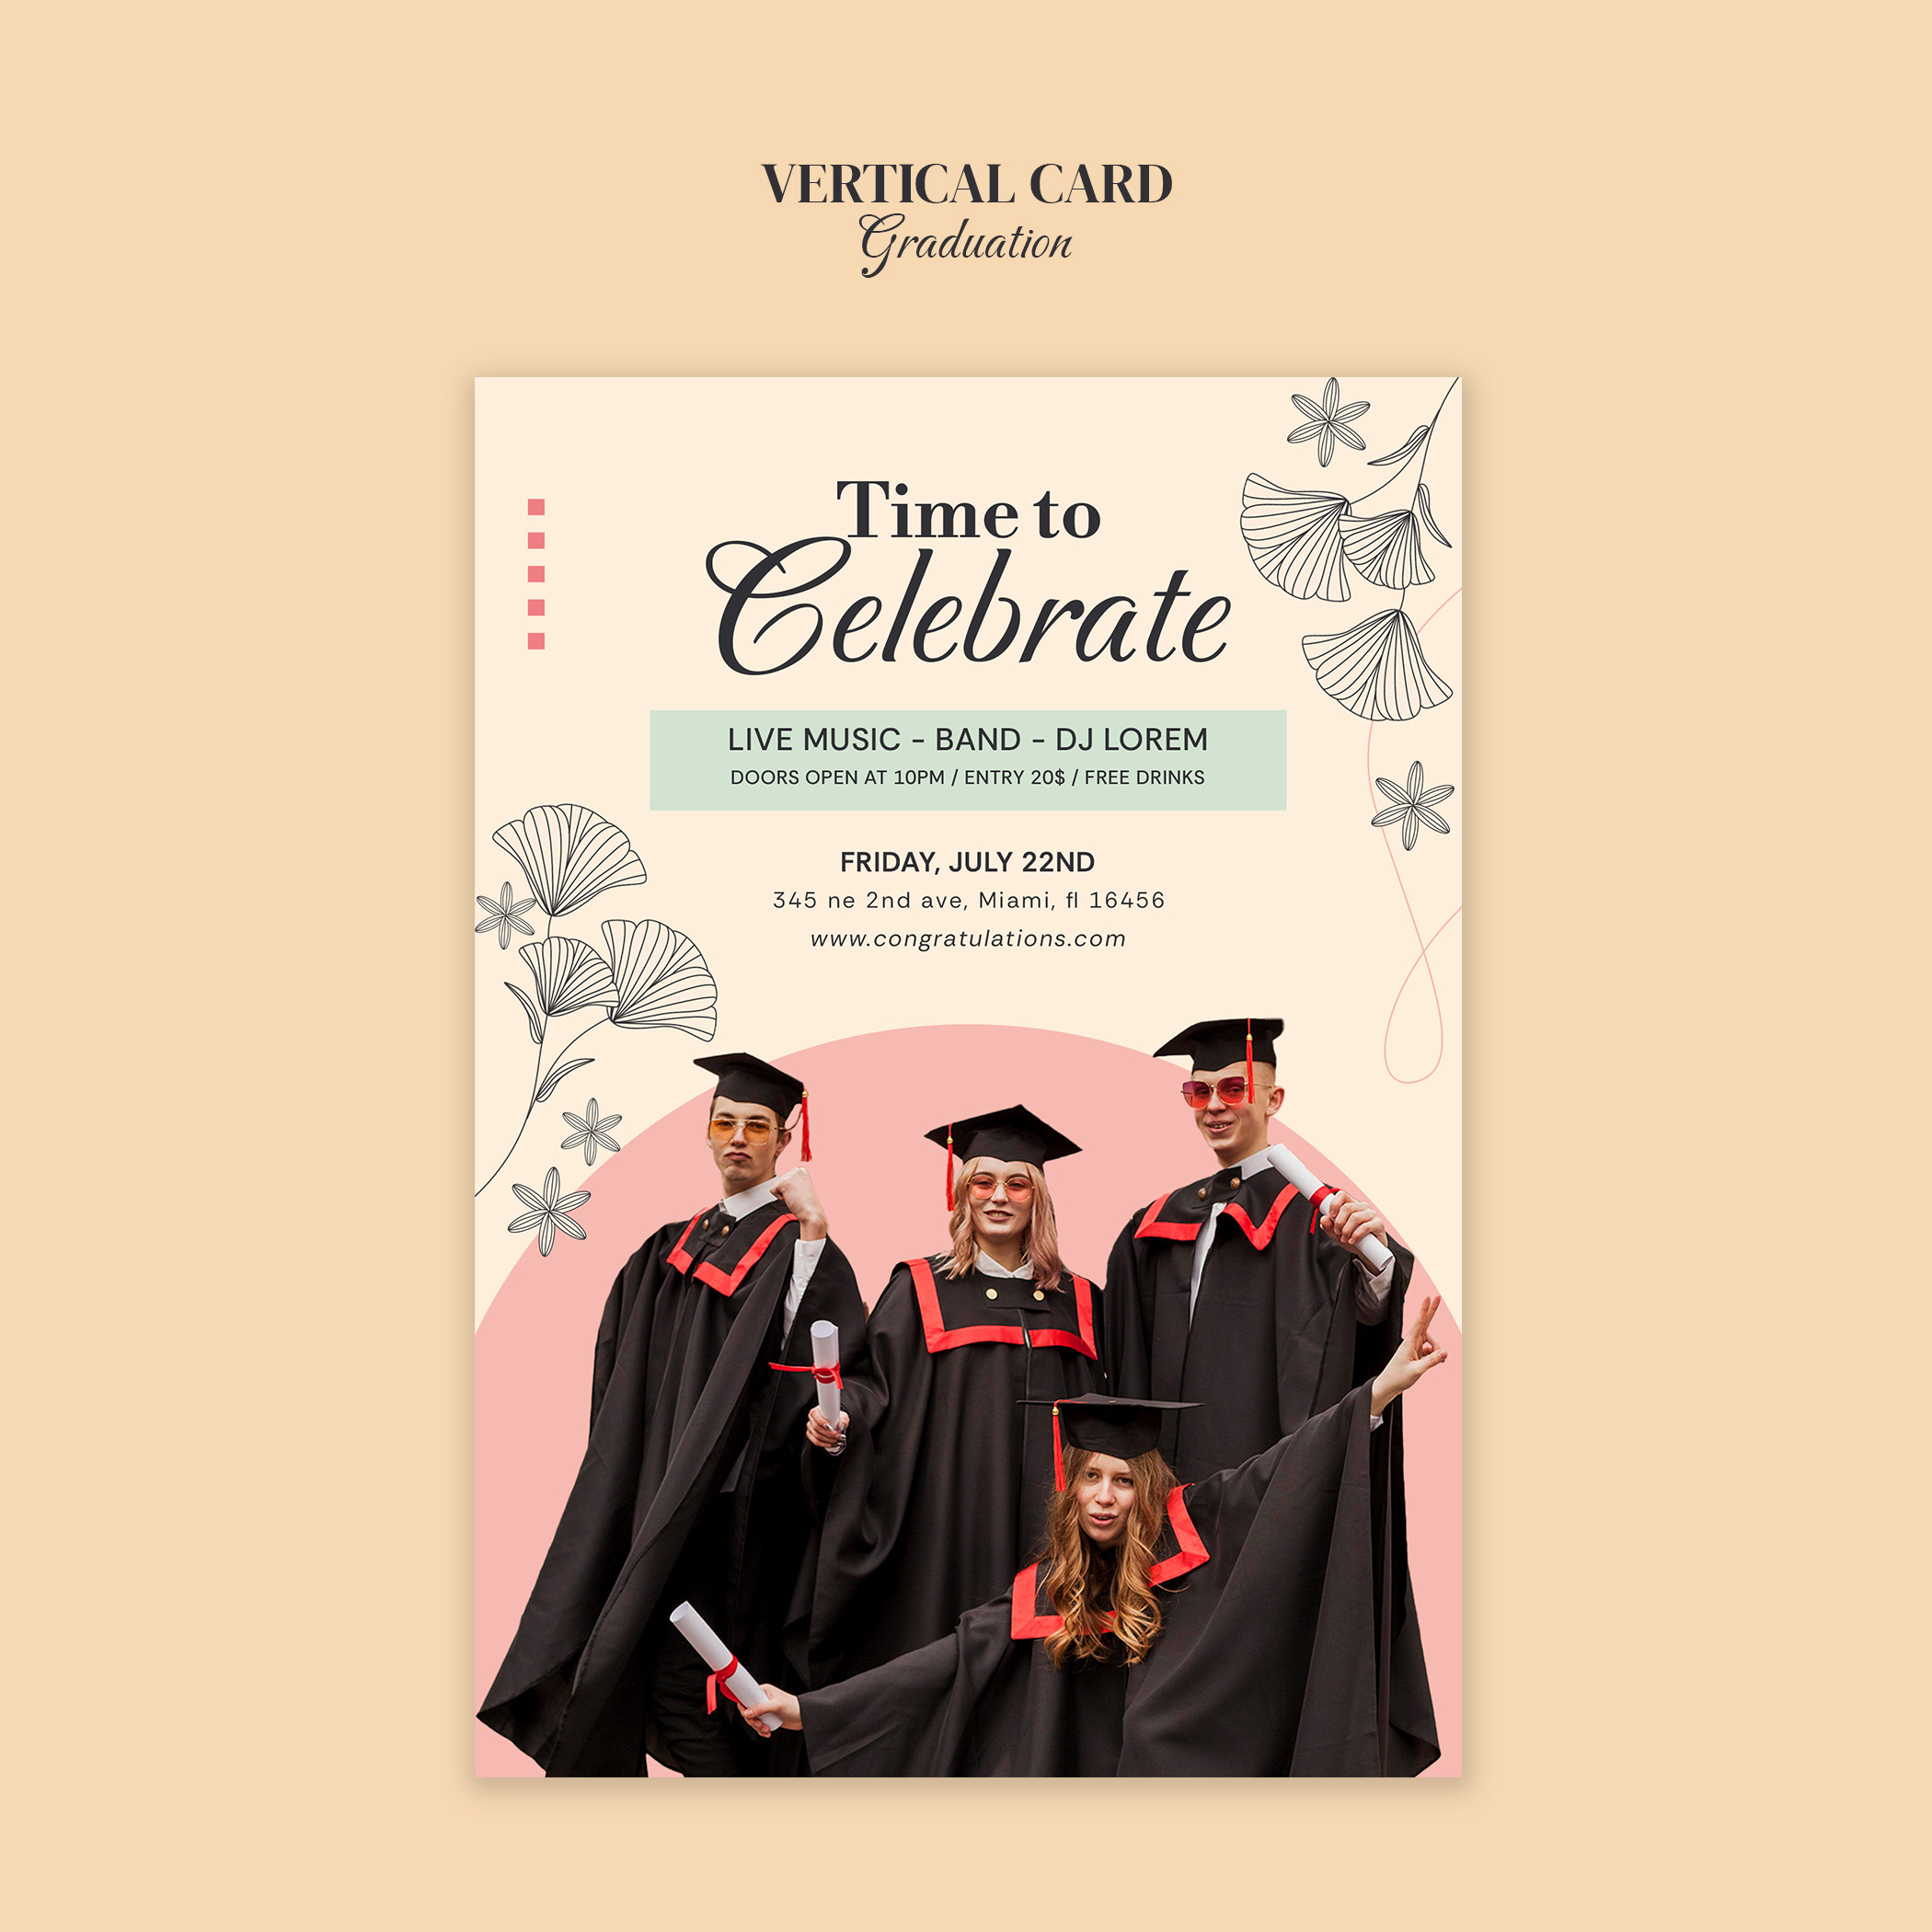 VERTICAL CARD
Graduation
Time to
Celebrate
LIVE MUSIC - BAND - DJ LOREM
DOORS OPEN AT 10PM / ENTRY 20$ / FREE DRINKS
FRIDAY, JULY 22ND
345 ne 2nd ave, Miami, fl 16456
www.congratulations.com